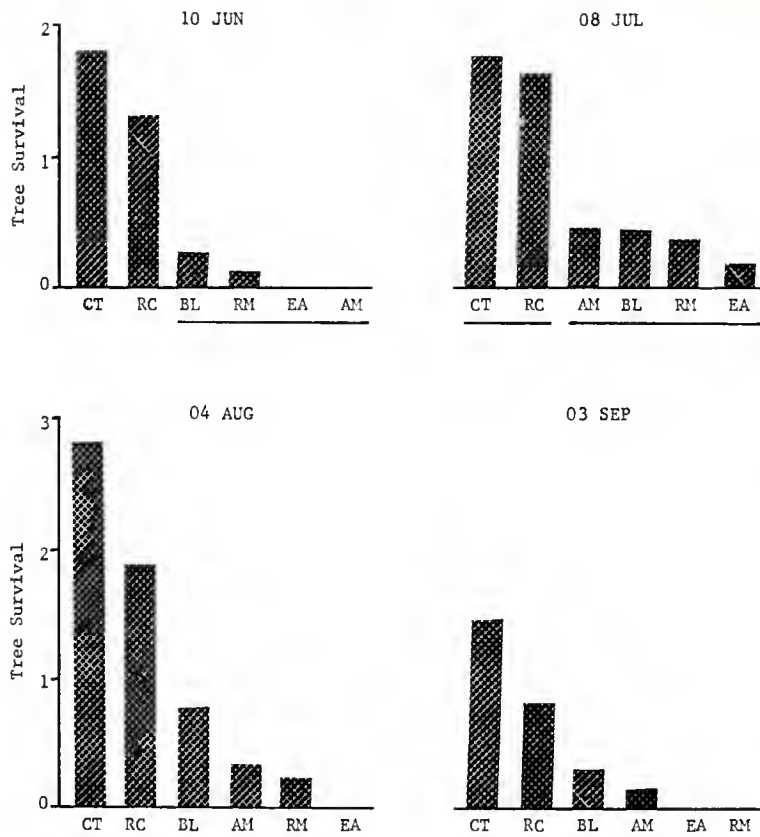 10 JUN
08 JUL
2
1
0
Tree Survival
CT RC BL RM EA AM
CT RC AM BL RM EA
04 AUG
03 SEP
3
2
1
0
Tree Survival
CT RC BL AM RM EA
CT RC BL AM EA RM